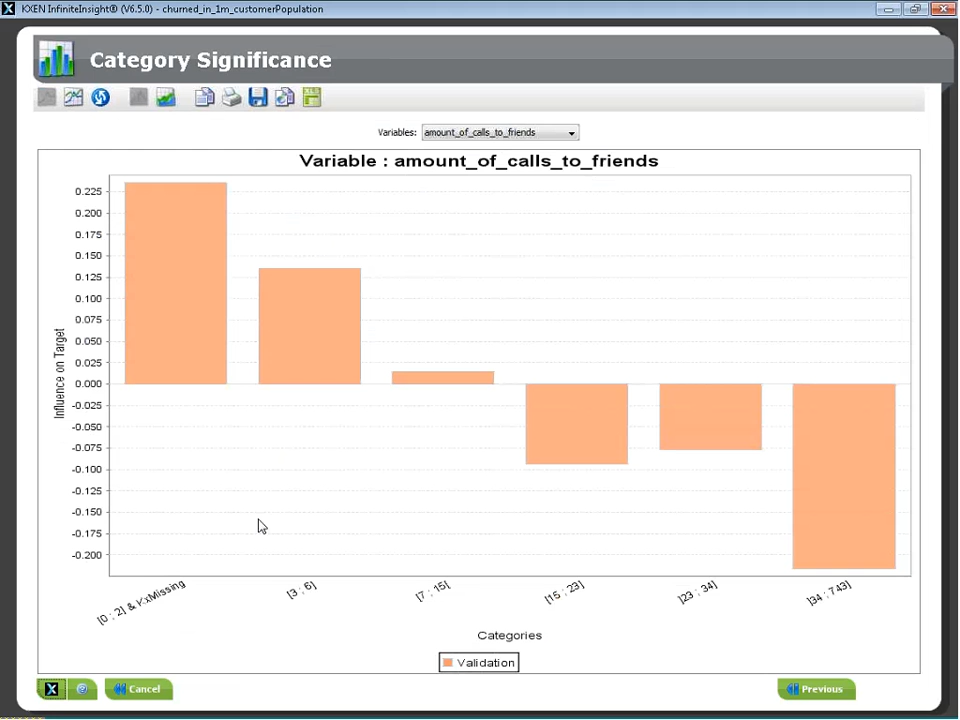 KXEN InfiniteInsight® (V6.5.0) - churned_in_1m_customerPopulation
Category Significance
Variables: amount_of_calls_to_friends
Variable : amount_of_calls_to_friends
0.225
0.200
0.175
0.150
0.125
0.100
0.075
0.050
0.025
0.000
-0.025
-0.050
-0.075
-0.100
-0.125
-0.150
-0.175
-0.200
Influence on Target
[0 ; 2] & KxMissing
[3 ; 6]
[7 ; 15[
[15 ; 23]
]23 ; 34]
]34 ; 743]
Categories
Validation
Cancel
Previous